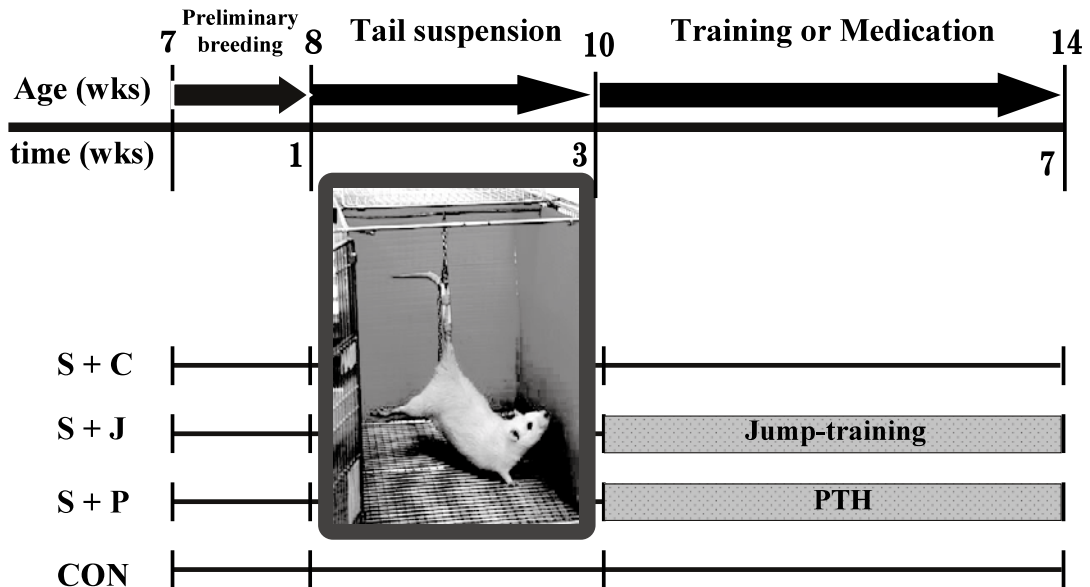 Preliminary
breeding
7 8 Tail suspension 10 Training or Medication 14
Age (wks)
time (wks) 1 3 7
S + C
S + J Jump-training
S + P PTH
CON